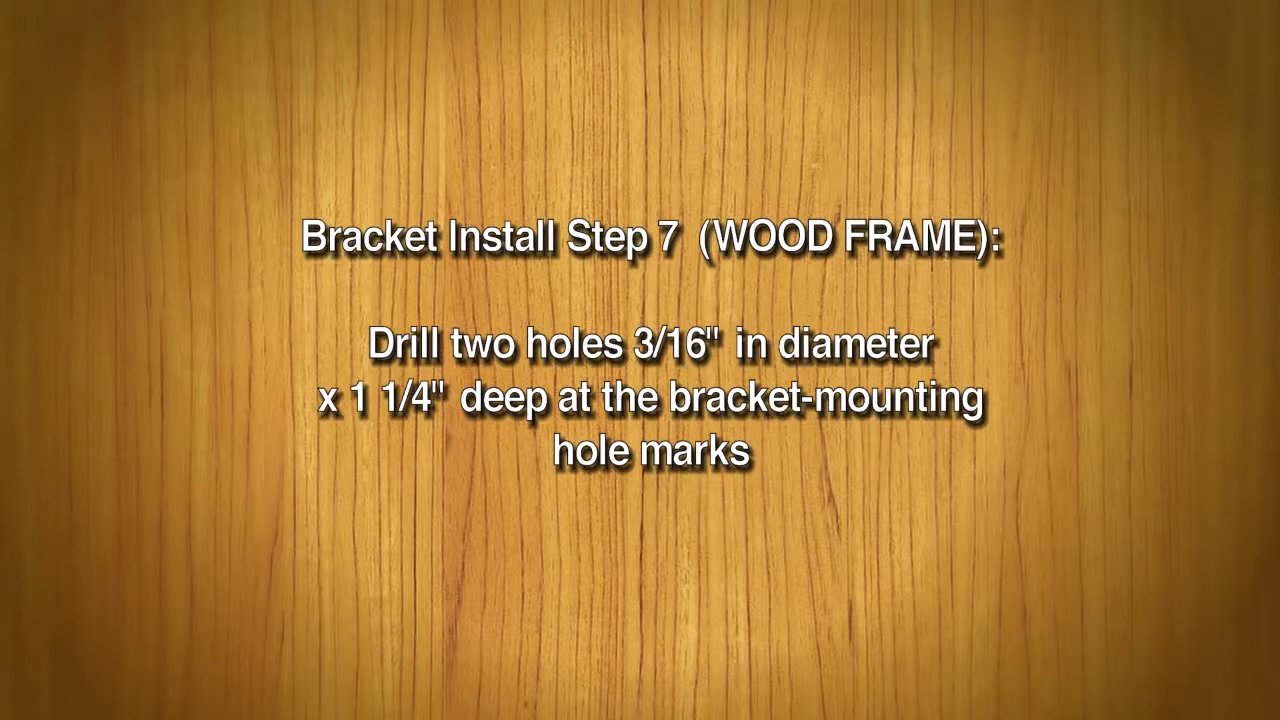 Bracket Install Step 7 (WOOD FRAME):
Drill two holes 3/16" in diameter
x 1 1/4" deep at the bracket-mounting
hole marks